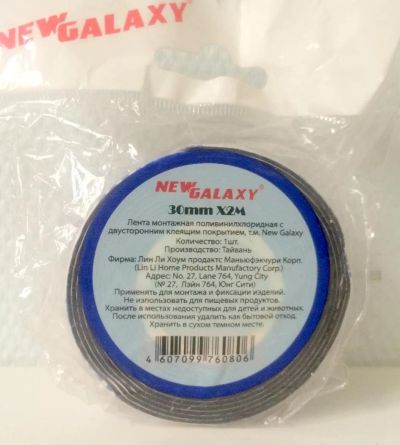 NEW GALAXY
NEW GALAXY®
30mm X2M
Лента монтажная поливинилхлоридная с
двусторонним клеящим покрытием, т.м. New Galaxy
Количество: 1шт.
Производство: Тайвань
Фирма: Лин Ли Хоум продактс Маньюфэкчури Корп.
(Lin Li Home Products Manufactory Corp.)
Адрес: No. 27, Lane 764, Yung City
(№ 27, Лэйн 764, Юнг Сити)
Применять для монтажа и фиксации изделий.
Не использовать для пищевых продуктов.
Хранить в местах недоступных для детей и животных.
После использования удалить как бытовой отход.
Хранить в сухом темном месте.
4 607099 760806